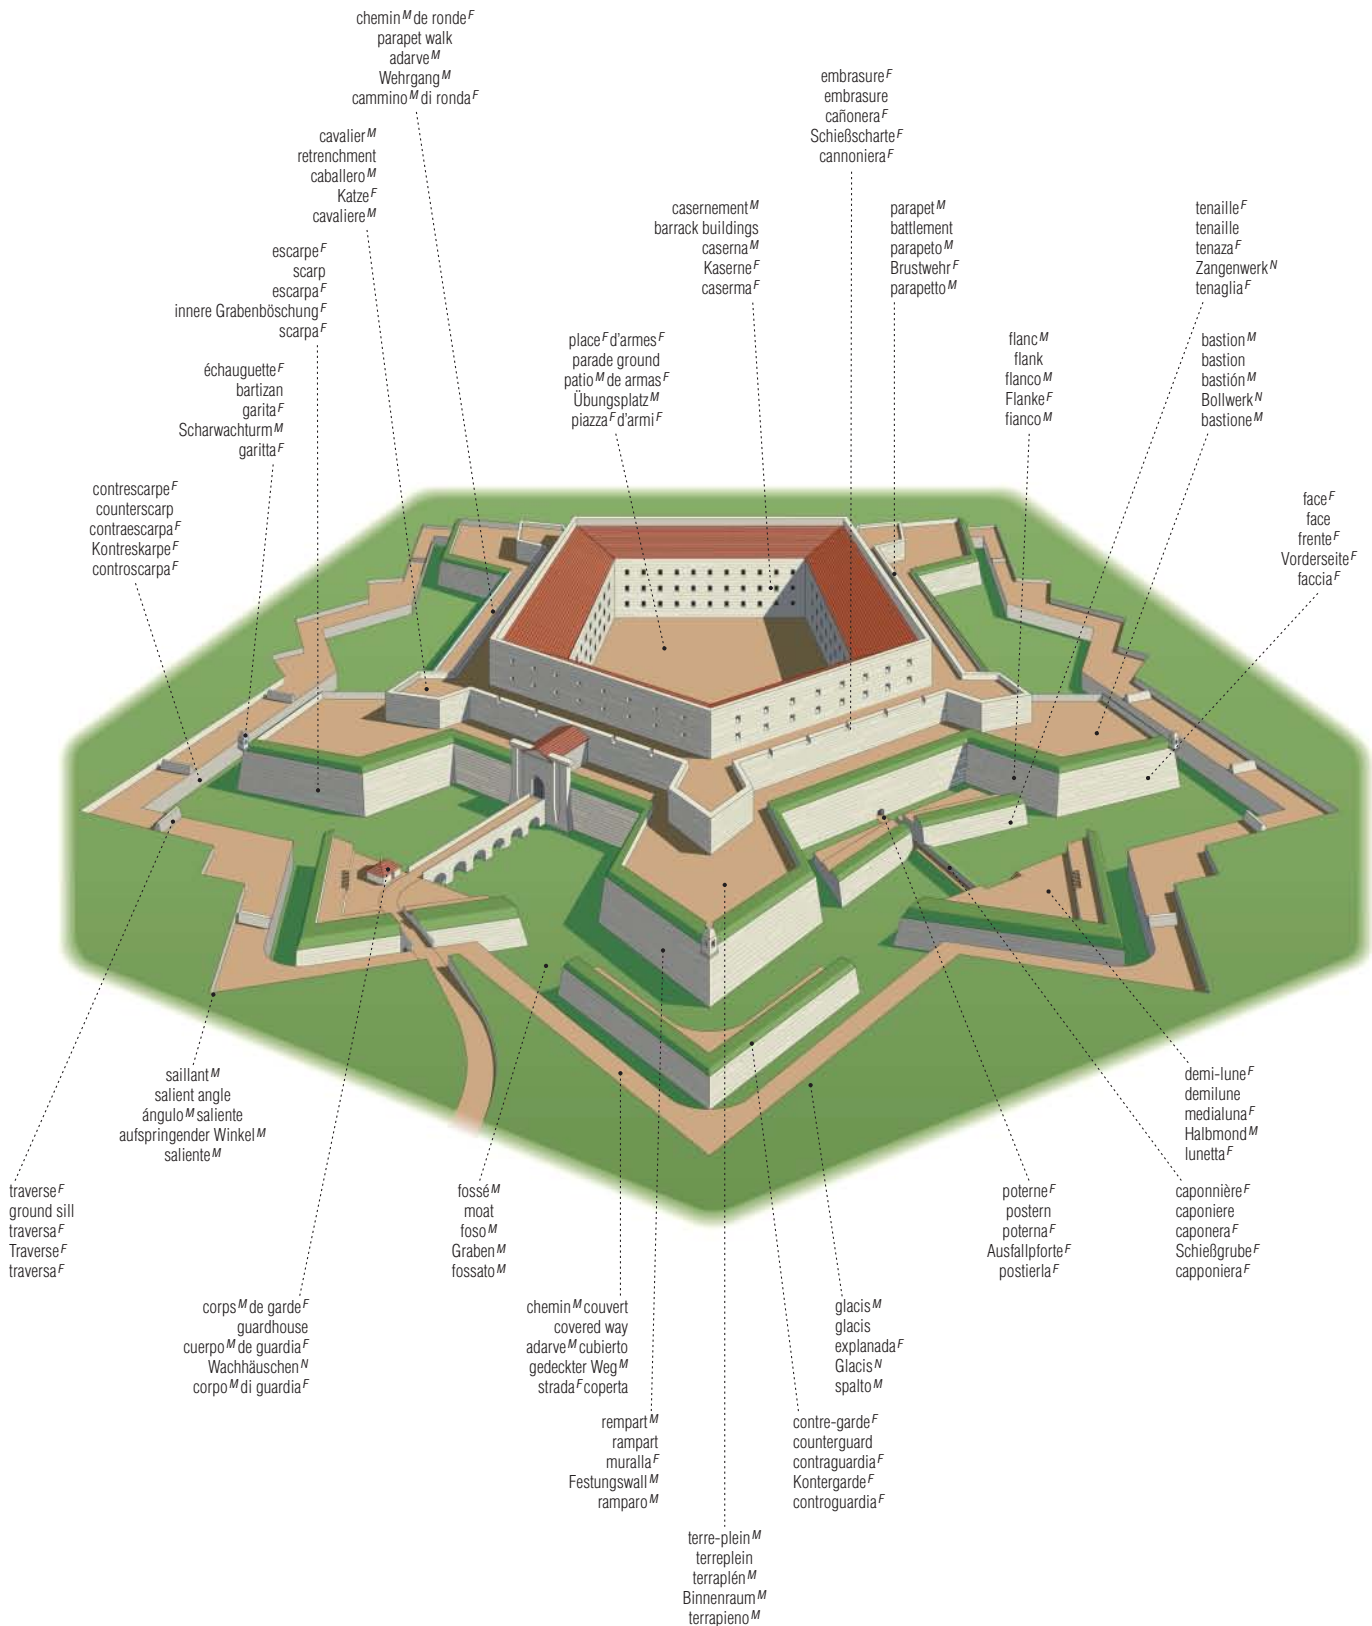 chemin M de ronde F
parapet walk
adarve M
Wehrgang M
cammino M di ronda F
embrasure F
embrasure
cañonera F
Schießscharte F
cannoniera F
cavalier M
retrenchment
caballero M
Katze F
cavaliere M
casernement M
barrack buildings
caserna M
Kaserne F
caserma F
parapet M
battlement
parapeto M
Brustwehr F
parapetto M
tenaille F
tenaille
tenaza F
Zangenwerk N
tenaglia F
escarpe F
scarp
escarpa F
innere Grabenböschung F
scarpa F
place F d'armes F
parade ground
patio M de armas F
Übungsplatz M
piazza F d'armi F
flanc M
flank
flanco M
Flanke F
fianco M
bastion M
bastion
bastión M
Bollwerk N
bastione M
échauguette F
bartizan
garita F
Scharwachturm M
garitta F
contrescarpe F
counterscarp
contraescarpa F
Kontreskarpe F
controscarpa F
face F
face
frente F
Vorderseite F
faccia F
saillant M
salient angle
ángulo M saliente
aufspringender Winkel M
saliente M
demi-lune F
demilune
medialuna F
Halbmond M
lunetta F
traverse F
ground sill
traversa F
Traverse F
traversa F
fossé M
moat
foso M
Graben M
fossato M
poterne F
postern
poterna F
Ausfallpforte F
postierla F
caponnière F
caponiere
caponera F
Schießgrube F
capponiera F
corps M de garde F
guardhouse
cuerpo M de guardia F
Wachhäuschen N
corpo M di guardia F
chemin M couvert
covered way
adarve M cubierto
gedeckter Weg M
strada F coperta
glacis M
glacis
explanada F
Glacis N
spalto M
rempart M
rampart
muralla F
Festungswall M
ramparo M
contre-garde F
counterguard
contraguardia F
Kontergarde F
controguardia F
terre-plein M
terreplein
terraplén M
Binnenraum M
terrapieno M